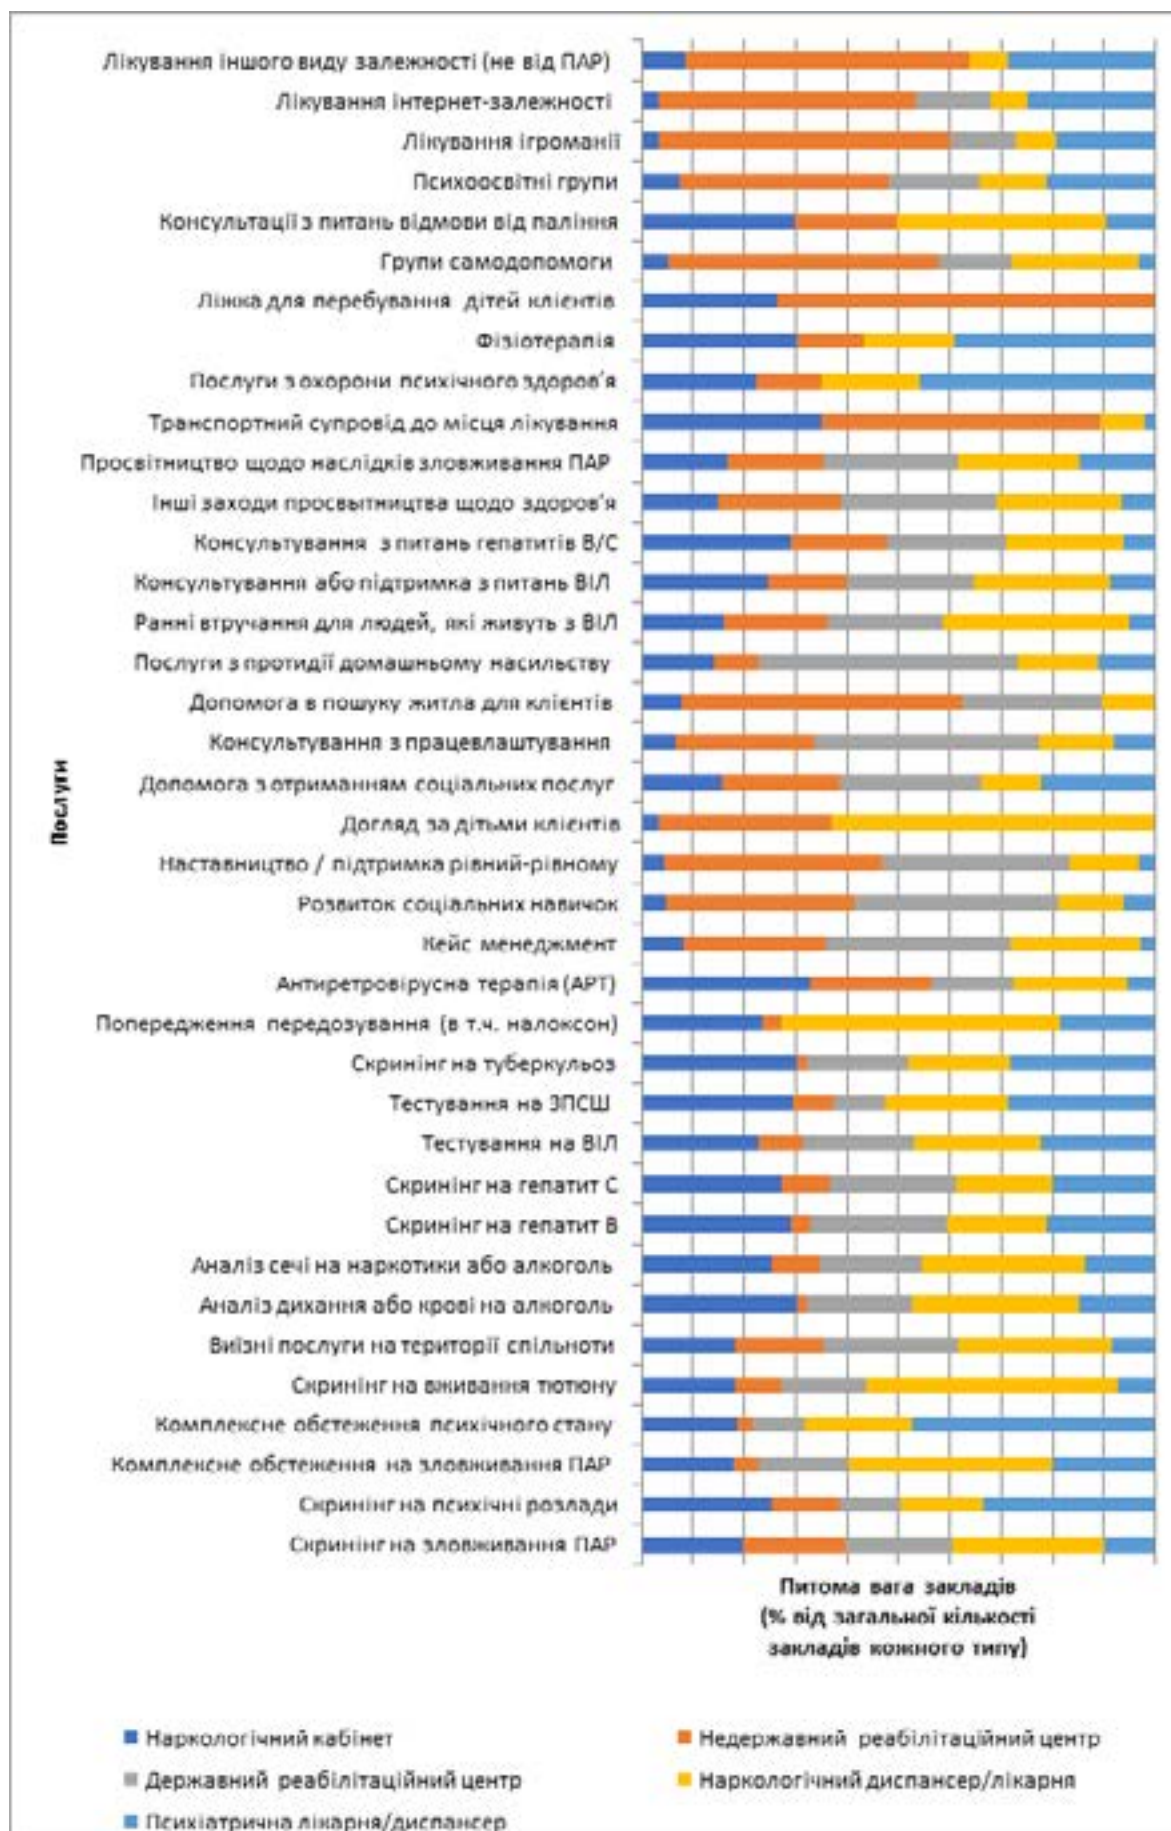 Лікування іншого виду залежності (не від ПАР)
Лікування інтернет-залежності
Лікування ігроманії
Психоосвітні групи
Консультації з питань відмови від паління
Групи самодопомоги
Ліжка для перебування дітей клієнтів
Фізіотерапія
Послуги з охорони психічного здоров'я
Транспортний супровід до місця лікування
Просвітництво щодо наслідків зловживання ПАР
Інші заходи просвытництва щодо здоров'я
Консультування з питань гепатитів В/С
Консультування або підтримка з питань ВІЛ
Ранні втручання для людей, які живуть з ВІЛ
Послуги з протидії домашньому насильству
Допомога в пошуку житла для клієнтів
Консультування з працевлаштування
Допомога з отриманням соціальних послуг
Догляд за дітьми клієнтів
Наставництво / підтримка рівний-рівному
Розвиток соціальних навичок
Кейс менеджмент
Антиретровірусна терапія (АРТ)
Попередження передозування (в т.ч. налоксон)
Скринінг на туберкульоз
Тестування на ЗПСШ
Тестування на ВІЛ
Скринінг на гепатит С
Скринінг на гепатит В
Аналіз сечі на наркотики або алкоголь
Аналіз дихання або крові на алкоголь
Виїзні послуги на території спільноти
Скринінг на вживання тютюну
Комплексне обстеження психічного стану
Комплексне обстеження на зловживання ПАР
Скринінг на психічні розлади
Скринінг на зловживання ПАР
Послуги
Питома вага закладів
(% від загальної кількості
закладів кожного типу)
Наркологічний кабінет
Недержавний реабілітаційний центр
Державний реабілітаційний центр
Наркологічний диспансер/лікарня
Психіатрична лікарня/диспансер